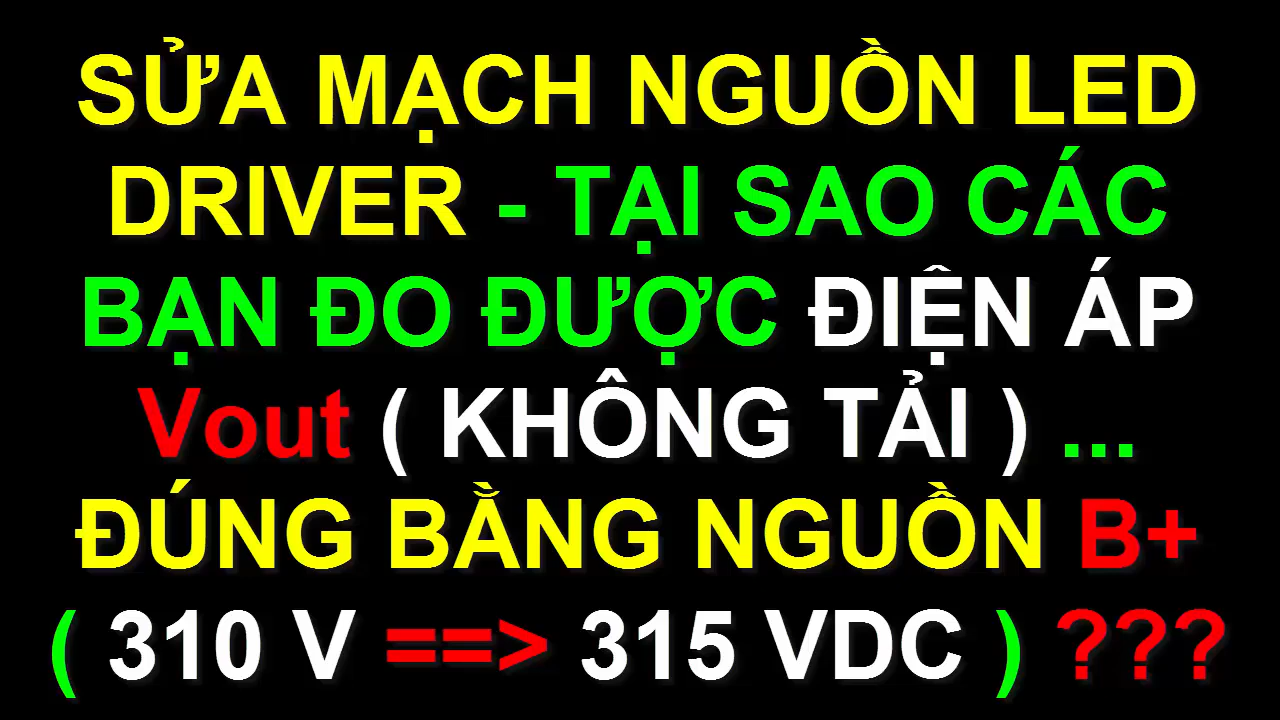 SỬA MẠCH NGUỒN LED
DRIVER - TẠI SAO CÁC
BẠN ĐO ĐƯỢC ĐIỆN ÁP
Vout ( KHÔNG TẢI ) ...
ĐÚNG BẰNG NGUỒN B+
( 310 V ==> 315 VDC ) ???